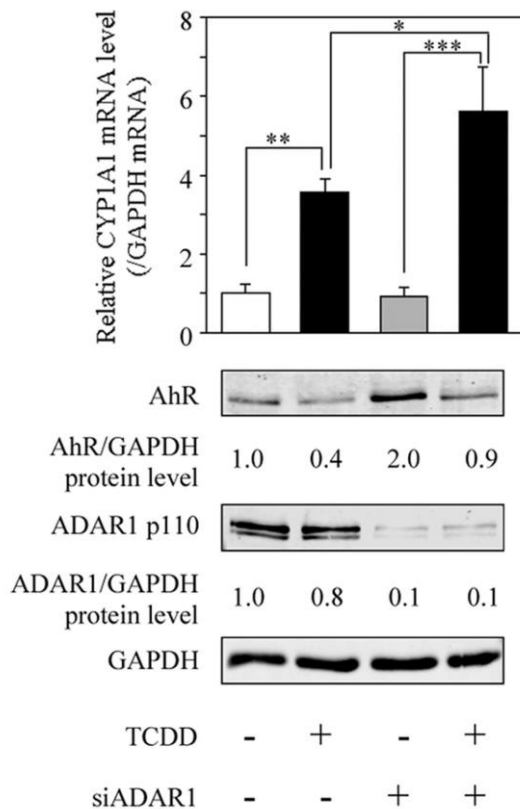 Relative CYP1A1 mRNA level
(/GAPDH mRNA)
8
6
4
2
0
**
*
***
AhR
AhR/GAPDH
protein level
1.0 0.4 2.0 0.9
ADAR1 p110
ADAR1/GAPDH
protein level
1.0 0.8 0.1 0.1
GAPDH
TCDD - + - +
siADAR1 - - + +